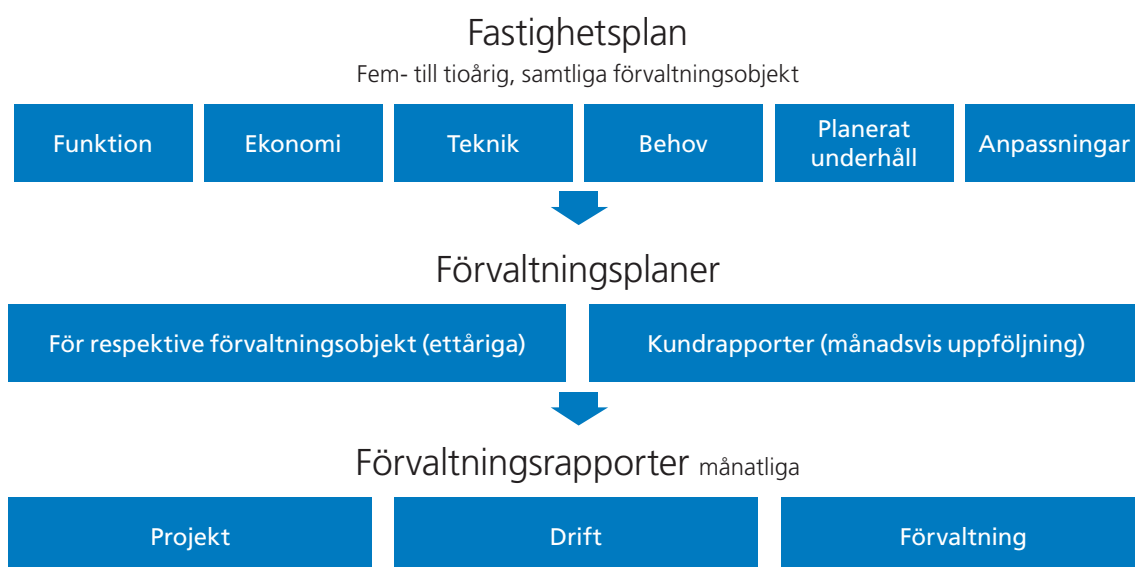 Fastighetsplan
Fem- till tioårig, samtliga förvaltningsobjekt
Funktion
Ekonomi
Teknik
Behov
Planerat
underhåll
Anpassningar
Förvaltningsplaner
För respektive förvaltningsobjekt (ettåriga)
Kundrapporter (månadsvis uppföljning)
Förvaltningsrapporter månatliga
Projekt
Drift
Förvaltning